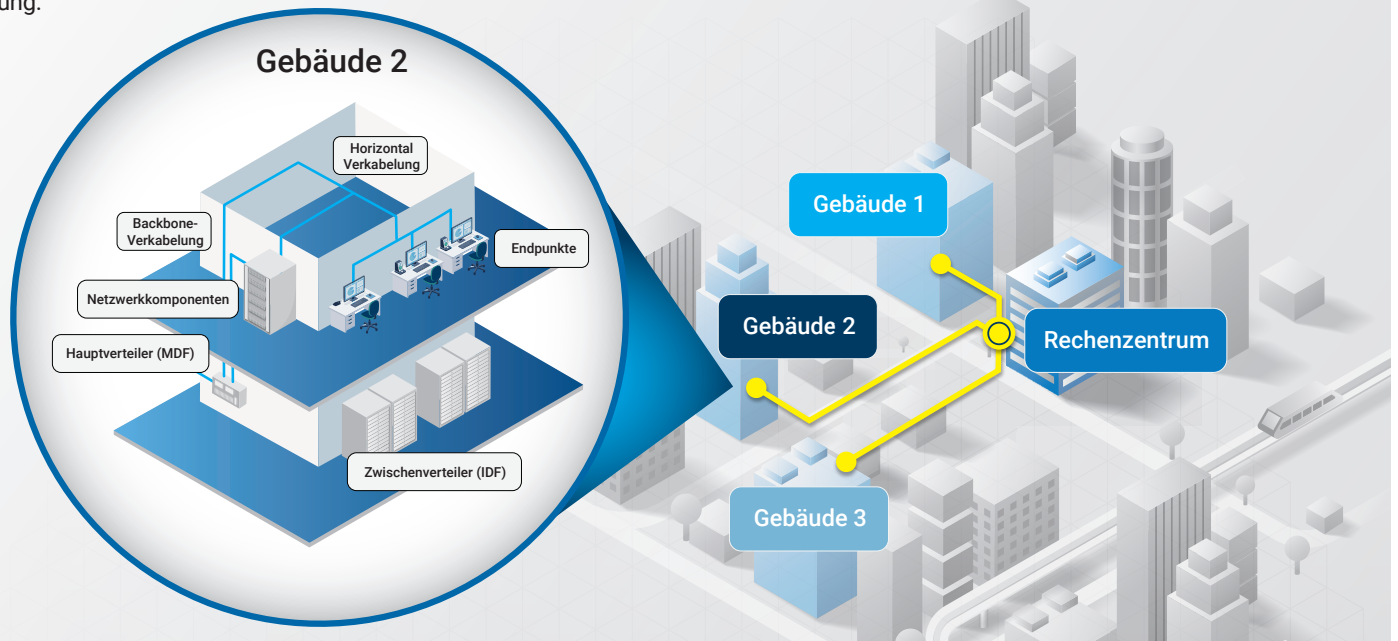 ung.
Gebäude 2
Horizontal
Verkabelung
Backbone-
Verkabelung
Endpunkte
Netzwerkkomponenten
Hauptverteiler (MDF)
Zwischenverteiler (IDF)
Gebäude 1
Gebäude 2
Rechenzentrum
Gebäude 3